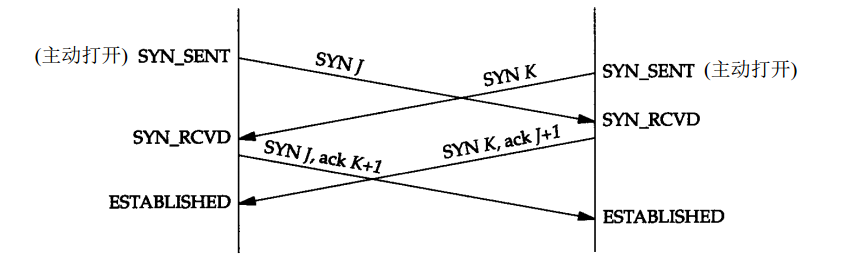 (主动打开) SYN_SENT
SYN J
SYN K
SYN_SENT (主动打开)
SYN_RCVD
SYN_RCVD
SYN J, ack K+1
SYN K, ack J+1
ESTABLISHED
ESTABLISHED